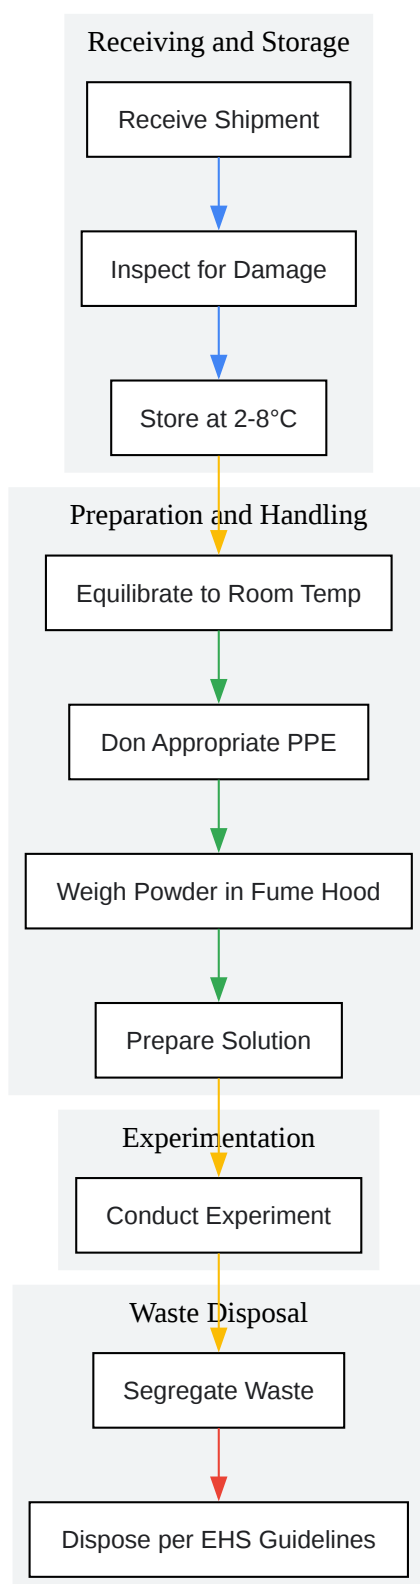 Receiving and Storage
Receive Shipment
Inspect for Damage
Store at 2-8°C
Preparation and Handling
Equilibrate to Room Temp
Don Appropriate PPE
Weigh Powder in Fume Hood
Prepare Solution
Experimentation
Conduct Experiment
Waste Disposal
Segregate Waste
Dispose per EHS Guidelines